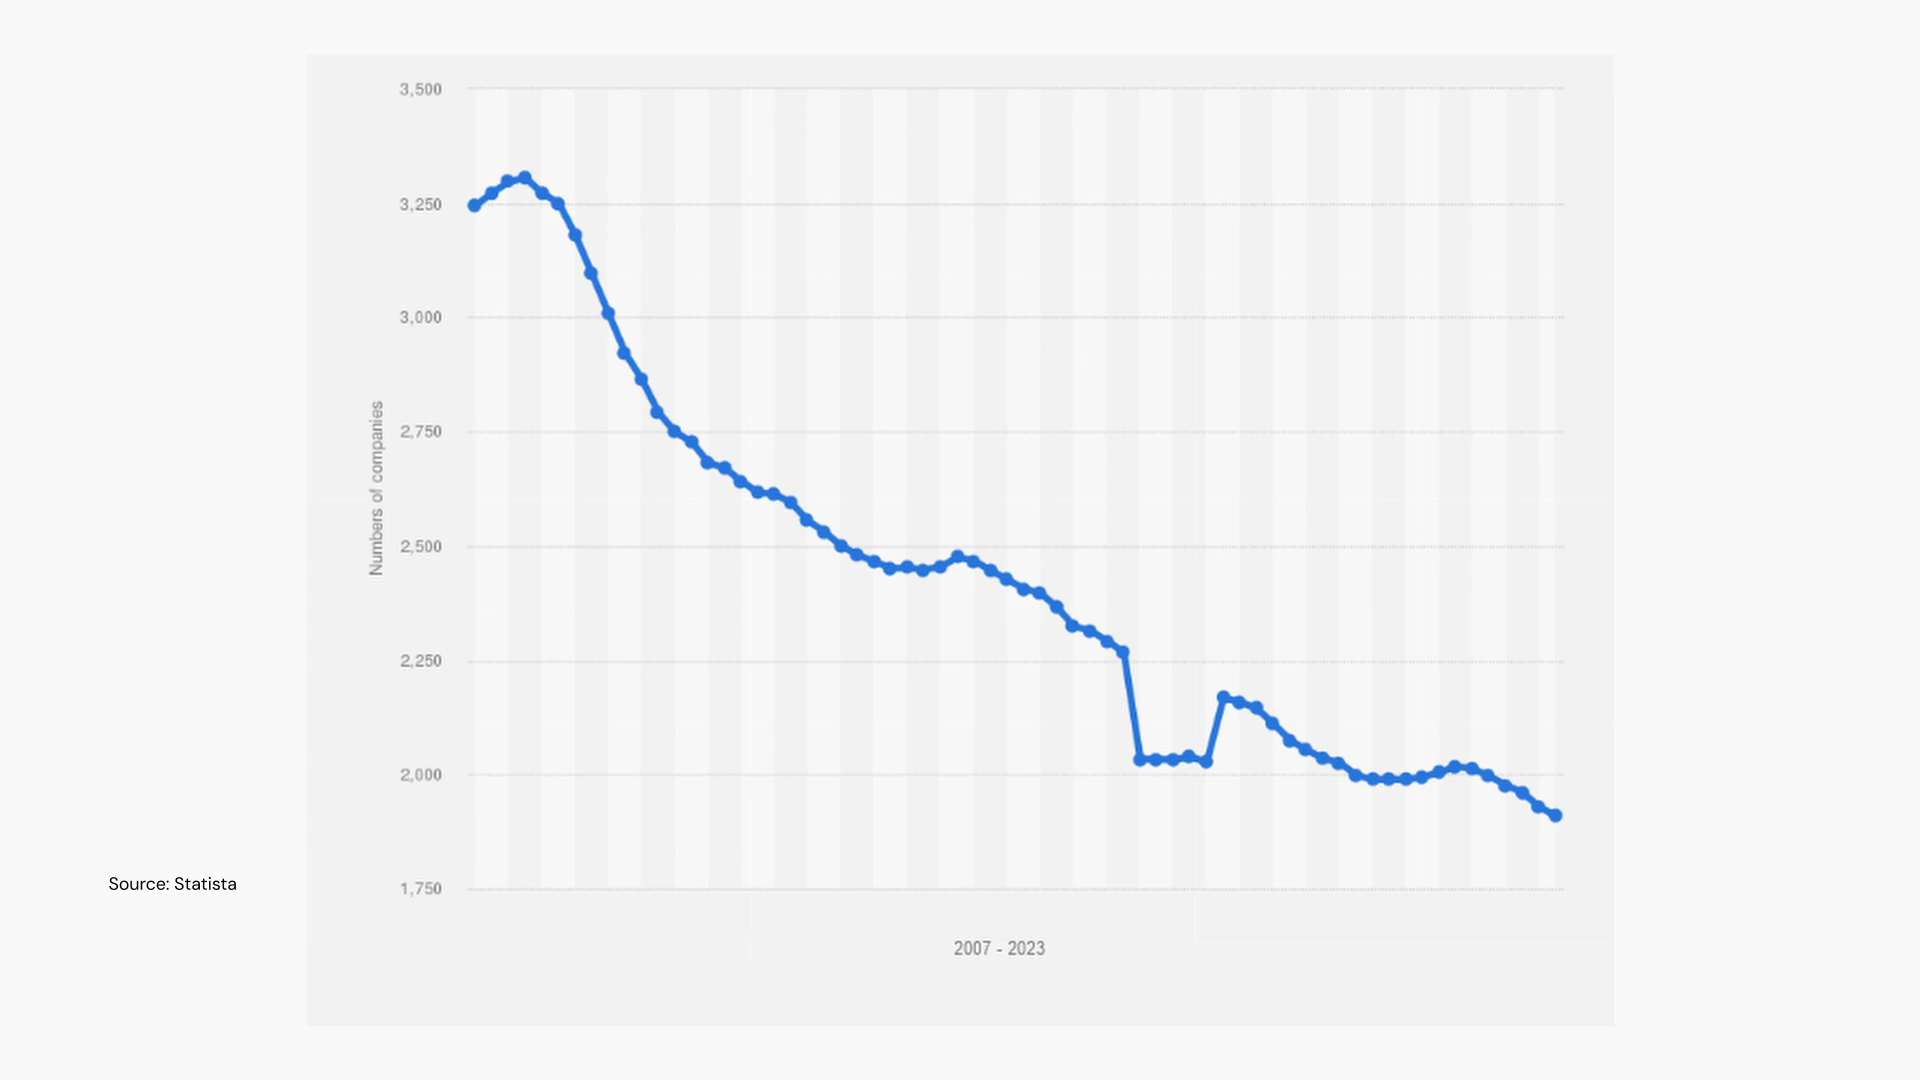 3,500
3,250
3,000
2,750
2,500
2,250
2,000
1,750
Numbers of companies
2007 - 2023
Source: Statista